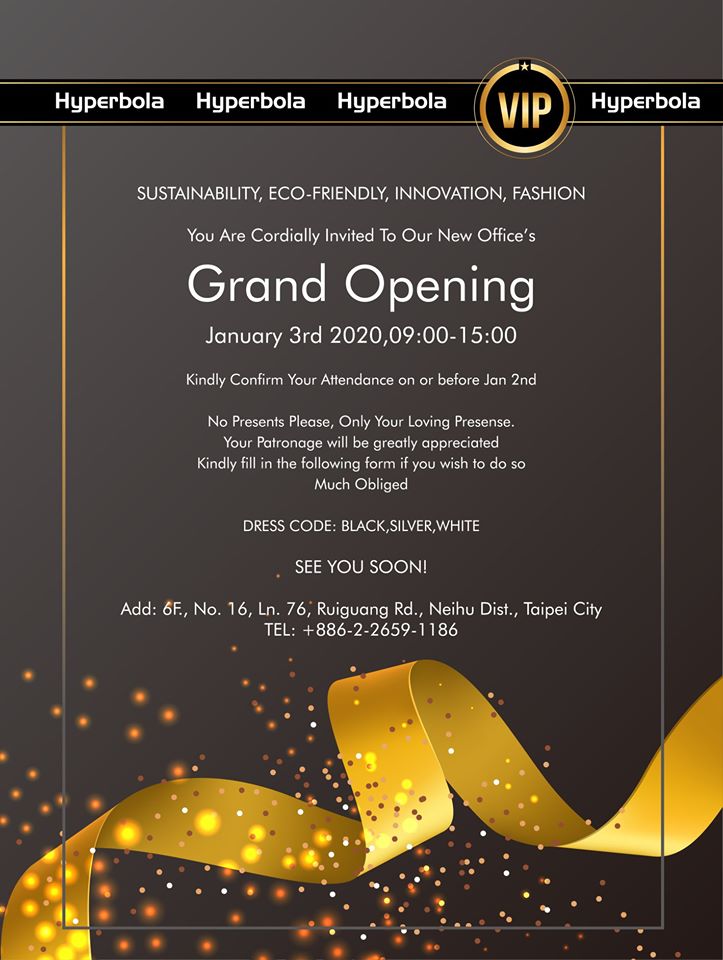 Hyperbola Hyperbola Hyperbola VIP Hyperbola
SUSTAINABILITY, ECO-FRIENDLY, INNOVATION, FASHION
You Are Cordially Invited To Our New Office's
Grand Opening
January 3rd 2020,09:00-15:00
Kindly Confirm Your Attendance on or before Jan 2nd
No Presents Please, Only Your Loving Presense.
Your Patronage will be greatly appreciated
Kindly fill in the following form if you wish to do so
Much Obliged
DRESS CODE: BLACK,SILVER,WHITE
SEE YOU SOON!
Add: 6F., No. 16, Ln. 76, Ruiguang Rd., Neihu Dist., Taipei City
TEL: +886-2-2659-1186